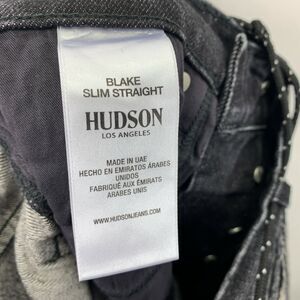 BLAKE
SLIM STRAIGHT
HUDSON
LOS ANGELES
MADE IN UAE
HECHO EN EMIRATOS ÁRABES
UNIDOS
FABRIQUÉ AUX ÉMIRATS
ARABES UNIS
WWW.HUDSONJEANS.COM